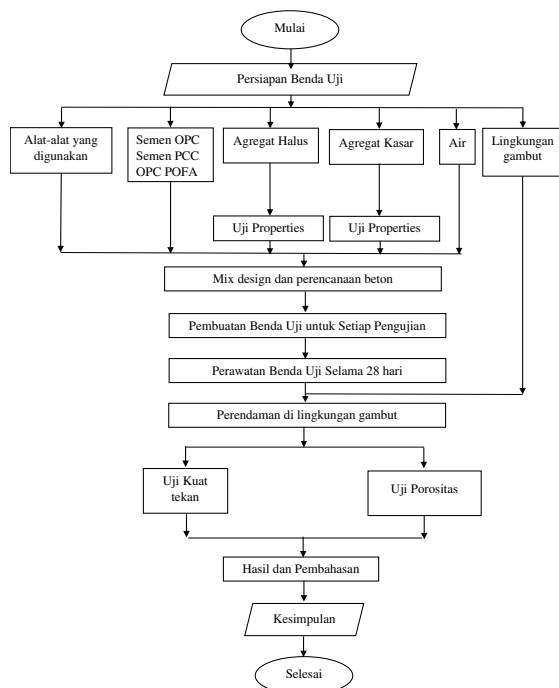 Mulai
Persiapan Benda Uji
Alat-alat yang
digunakan
Semen OPC
Semen PCC
OPC POFA
Agregat Halus
Agregat Kasar
Air
Lingkungan
gambut
Uji Properties
Uji Properties
Mix design dan perencanaan beton
Pembuatan Benda Uji untuk Setiap Pengujian
Perawatan Benda Uji Selama 28 hari
Perendaman di lingkungan gambut
Uji Kuat
tekan
Uji Porositas
Hasil dan Pembahasan
Kesimpulan
Selesai